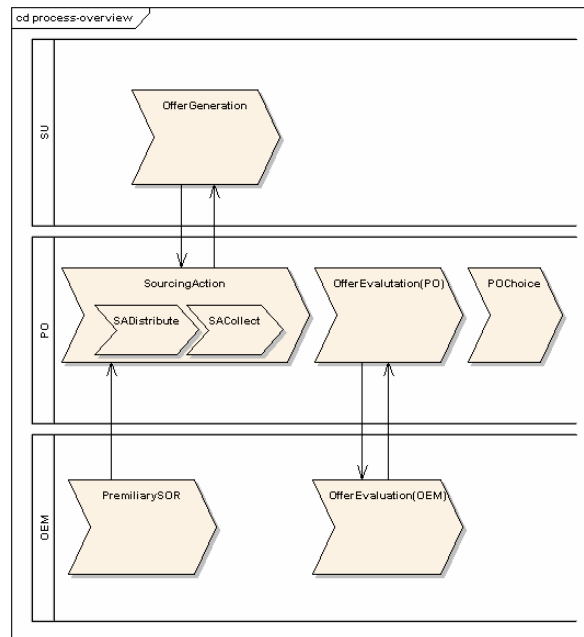 cd process-overview
SU
OfferGeneration
PO
SourcingAction
SADistribute
SACollect
OfferEvalutation(PO)
POChoice
OEM
PremiliarySOR
OfferEvaluation(OEM)